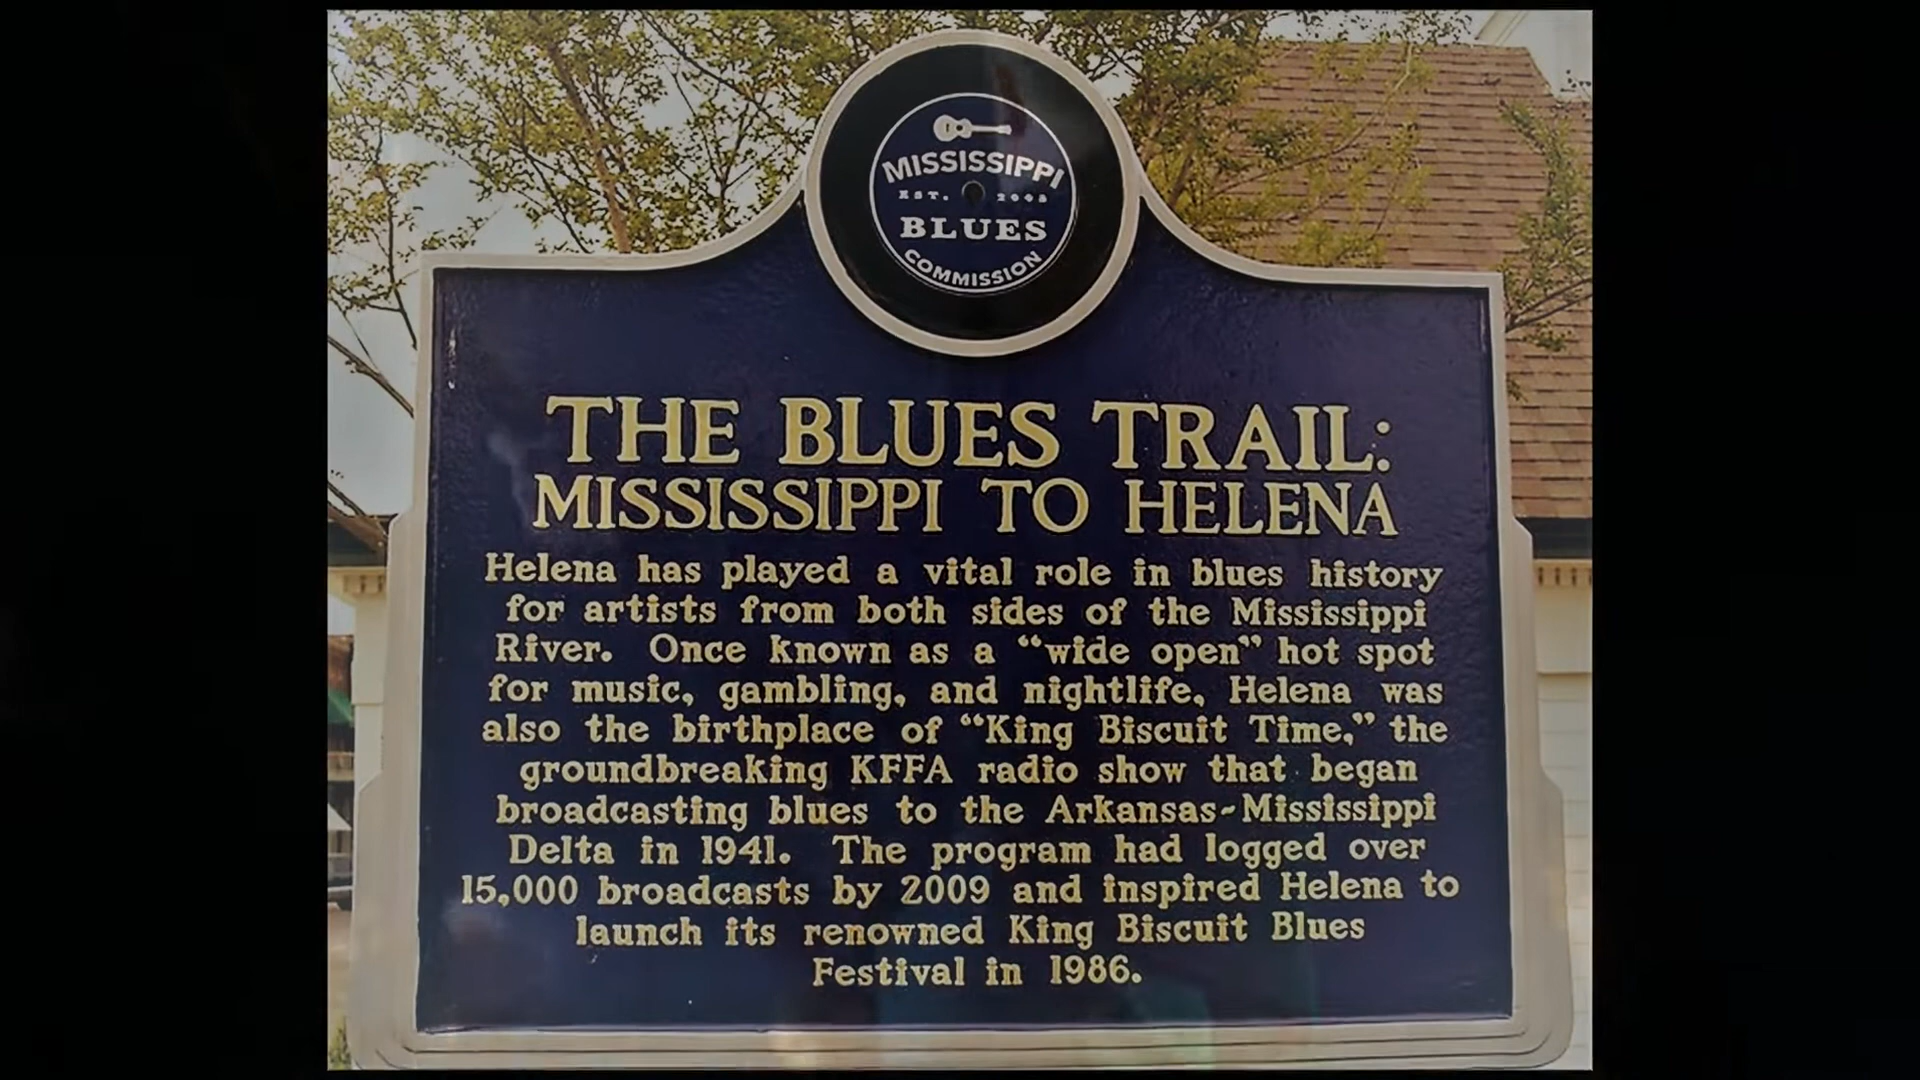 MISSISSIPPI
EST.
BLUES
COMMISSION
THE BLUES TRAIL:
MISSISSIPPI TO HELENA
Helena has played a vital role in blues history
for artists from both sides of the Mississippi
River. Once known as a “wide open” hot spot
for music, gambling, and nightlife, Helena was
also the birthplace of “King Biscuit Time,” the
groundbreaking KFFA radio show that began
broadcasting blues to the Arkansas-Mississippi
Delta in 1941. The program had logged over
15,000 broadcasts by 2009 and inspired Helena to
launch its renowned King Biscuit Blues
Festival in 1986.